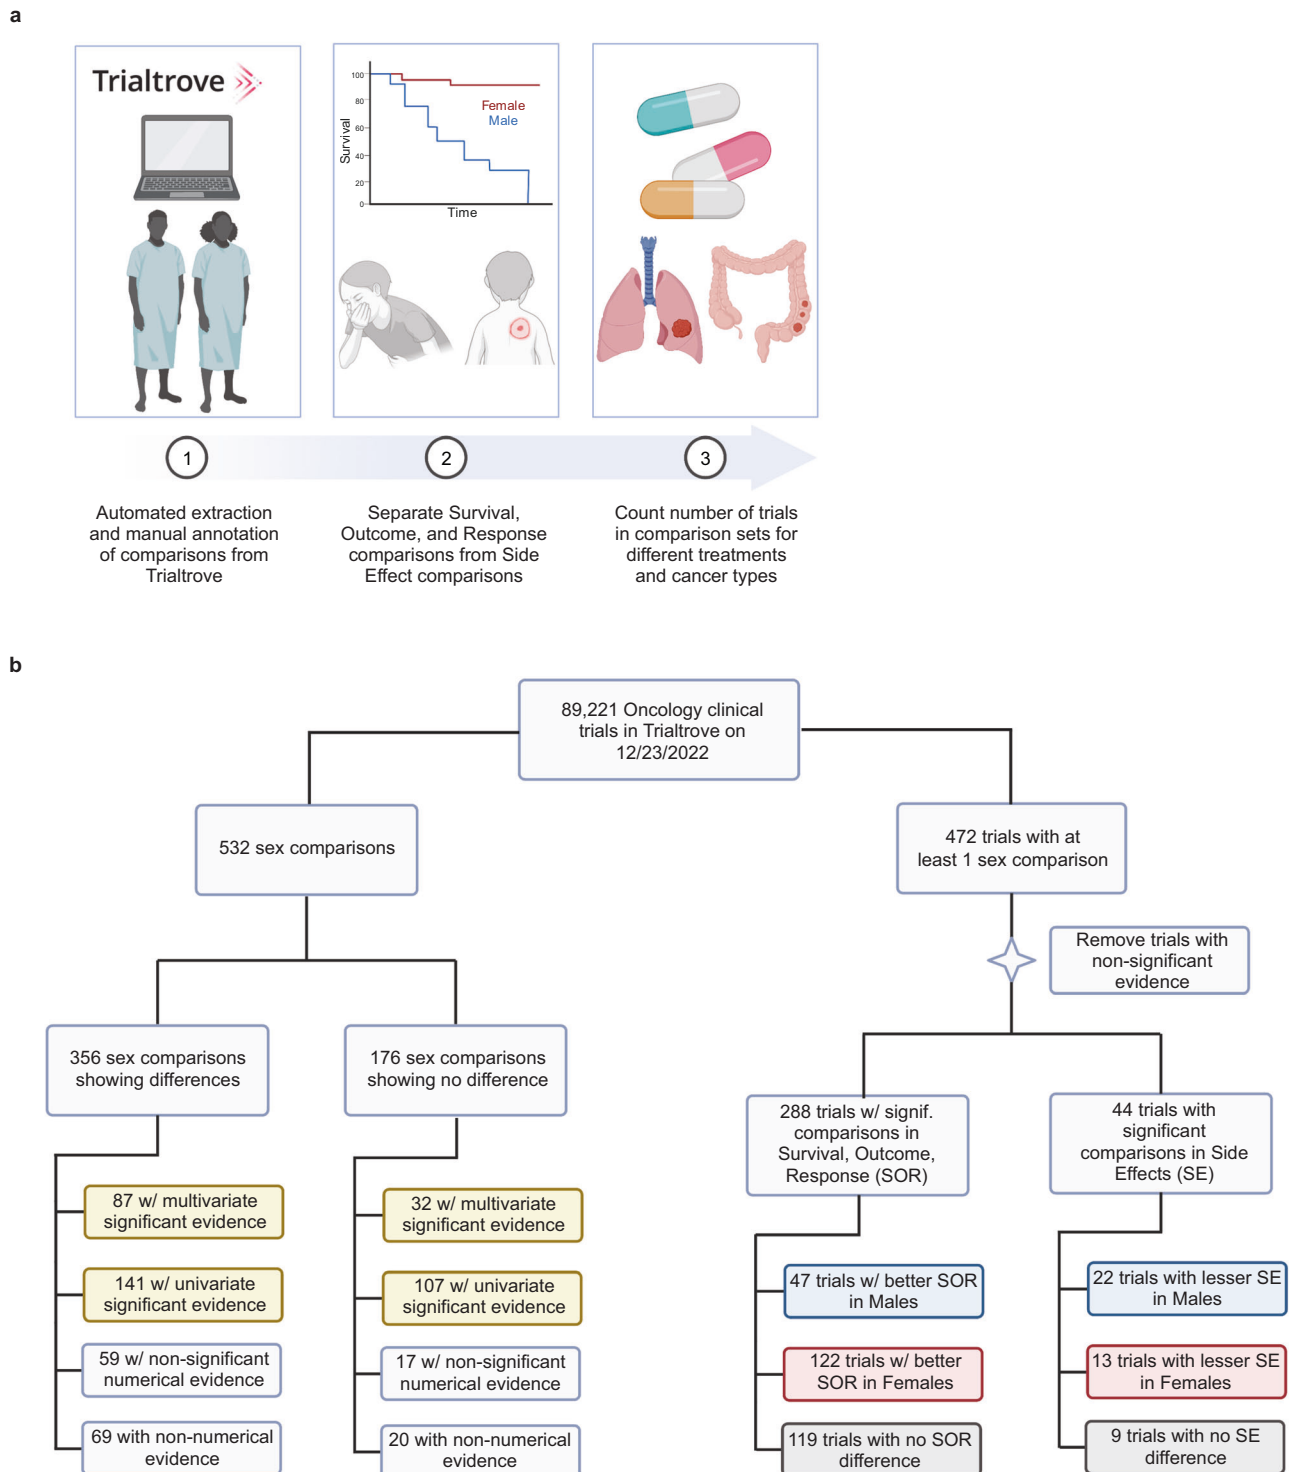 a
Trialtrove
100
80
60
40
20
0
Survival
Female
Male
Time
1
2
3
Automated extraction
and manual annotation
of comparisons from
Trialtrove
Separate Survival,
Outcome, and Response
comparisons from Side
Effect comparisons
Count number of trials
in comparison sets for
different treatments
and cancer types
b
89,221 Oncology clinical
trials in Trialtrove on
12/23/2022
532 sex comparisons
472 trials with at
least 1 sex comparison
Remove trials with
non-significant
evidence
356 sex comparisons
showing differences
176 sex comparisons
showing no difference
288 trials w/ signif.
comparisons in
Survival, Outcome,
Response (SOR)
44 trials with
significant
comparisons in Side
Effects (SE)
87 w/ multivariate
significant evidence
141 w/ univariate
significant evidence
59 w/ non-significant
numerical evidence
69 with non-numerical
evidence
32 w/ multivariate
significant evidence
107 w/ univariate
significant evidence
17 w/ non-significant
numerical evidence
20 with non-numerical
evidence
47 trials w/ better SOR
in Males
122 trials w/ better
SOR in Females
119 trials with no SOR
difference
22 trials with lesser SE
in Males
13 trials with lesser SE
in Females
9 trials with no SE
difference